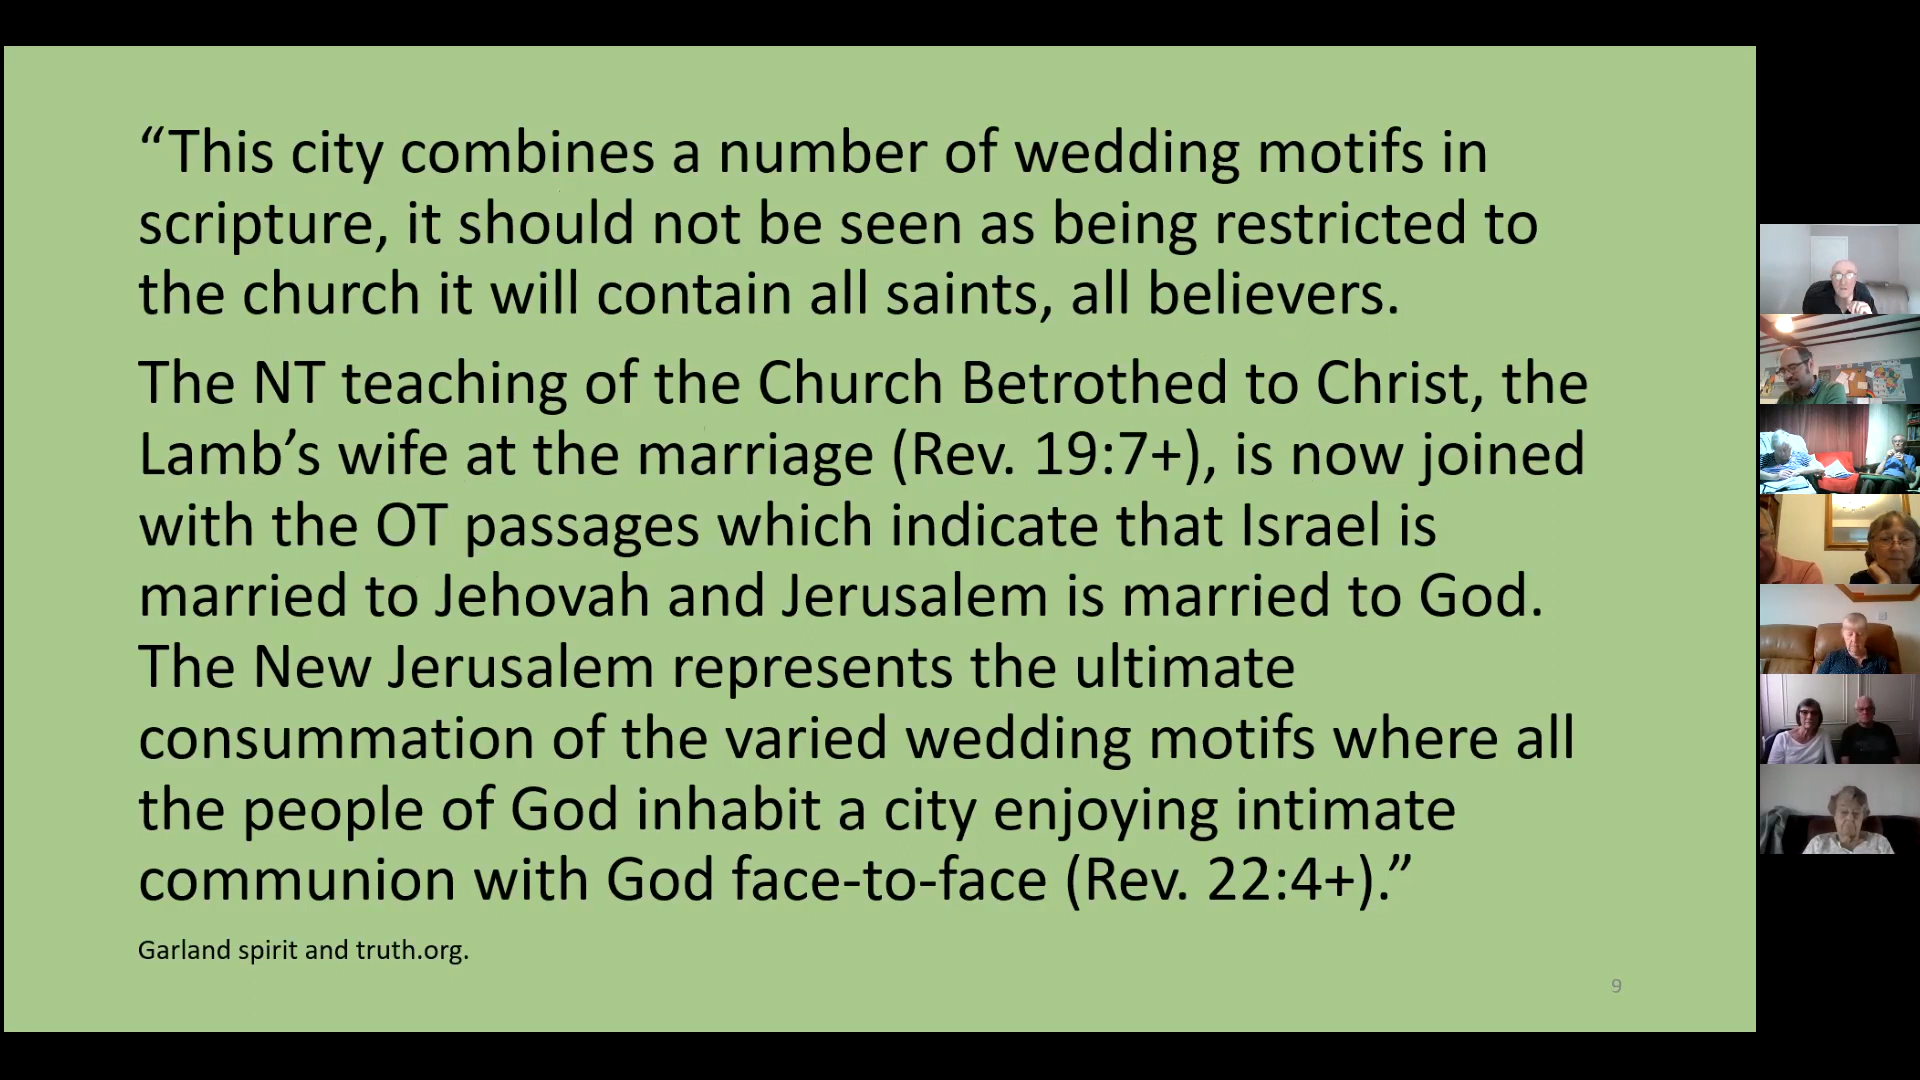 “This city combines a number of wedding motifs in
scripture, it should not be seen as being restricted to
the church it will contain all saints, all believers.
The NT teaching of the Church Betrothed to Christ, the
Lamb’s wife at the marriage (Rev. 19:7+), is now joined
with the OT passages which indicate that Israel is
married to Jehovah and Jerusalem is married to God.
The New Jerusalem represents the ultimate
consummation of the varied wedding motifs where all
the people of God inhabit a city enjoying intimate
communion with God face-to-face (Rev. 22:4+).”
Garland spirit and truth.org.
9